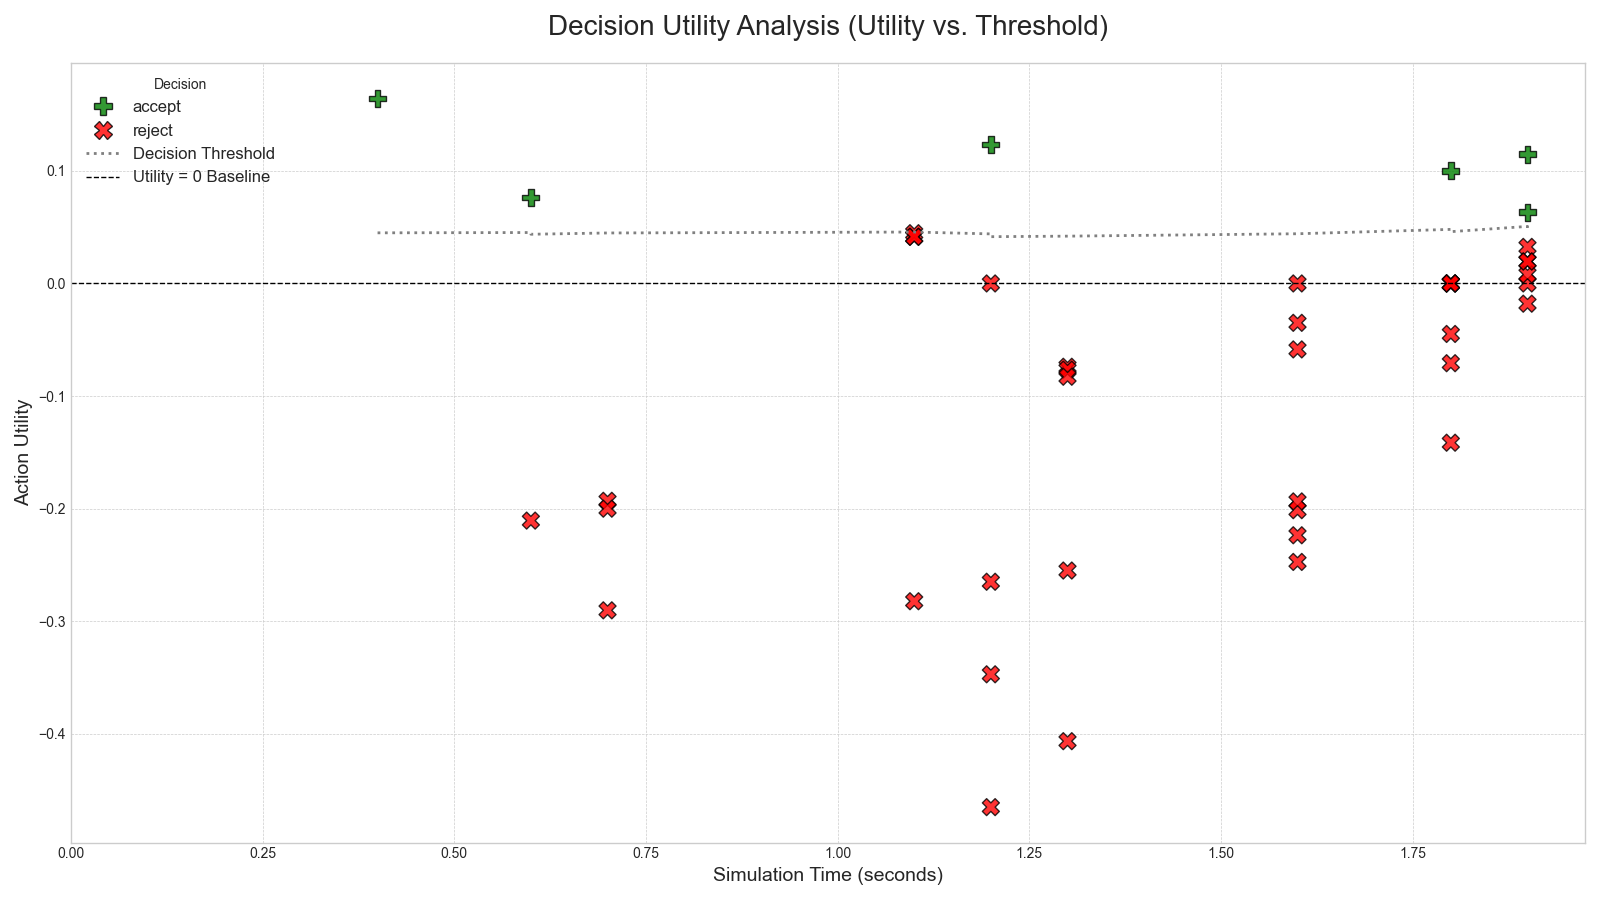 Decision Utility Analysis (Utility vs. Threshold)
Decision
accept
reject
Decision Threshold
Utility = 0 Baseline
Action Utility
0.1
0.0
−0.1
−0.2
−0.3
−0.4
0.00 0.25 0.50 0.75 1.00 1.25 1.50 1.75
Simulation Time (seconds)